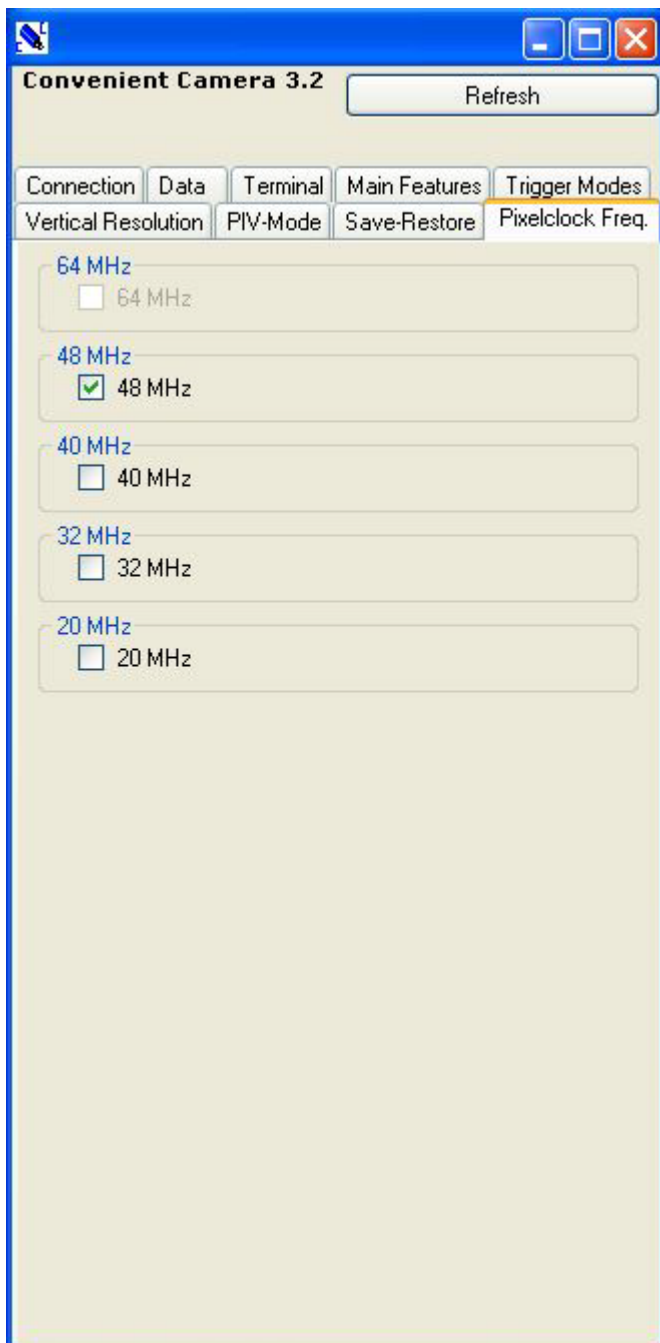 Convenient Camera 3.2
Refresh
Connection Data Terminal Main Features Trigger Modes
Vertical Resolution PIV-Mode Save-Restore Pixelclock Freq.
64 MHz
64 MHz
48 MHz
48 MHz
40 MHz
40 MHz
32 MHz
32 MHz
20 MHz
20 MHz